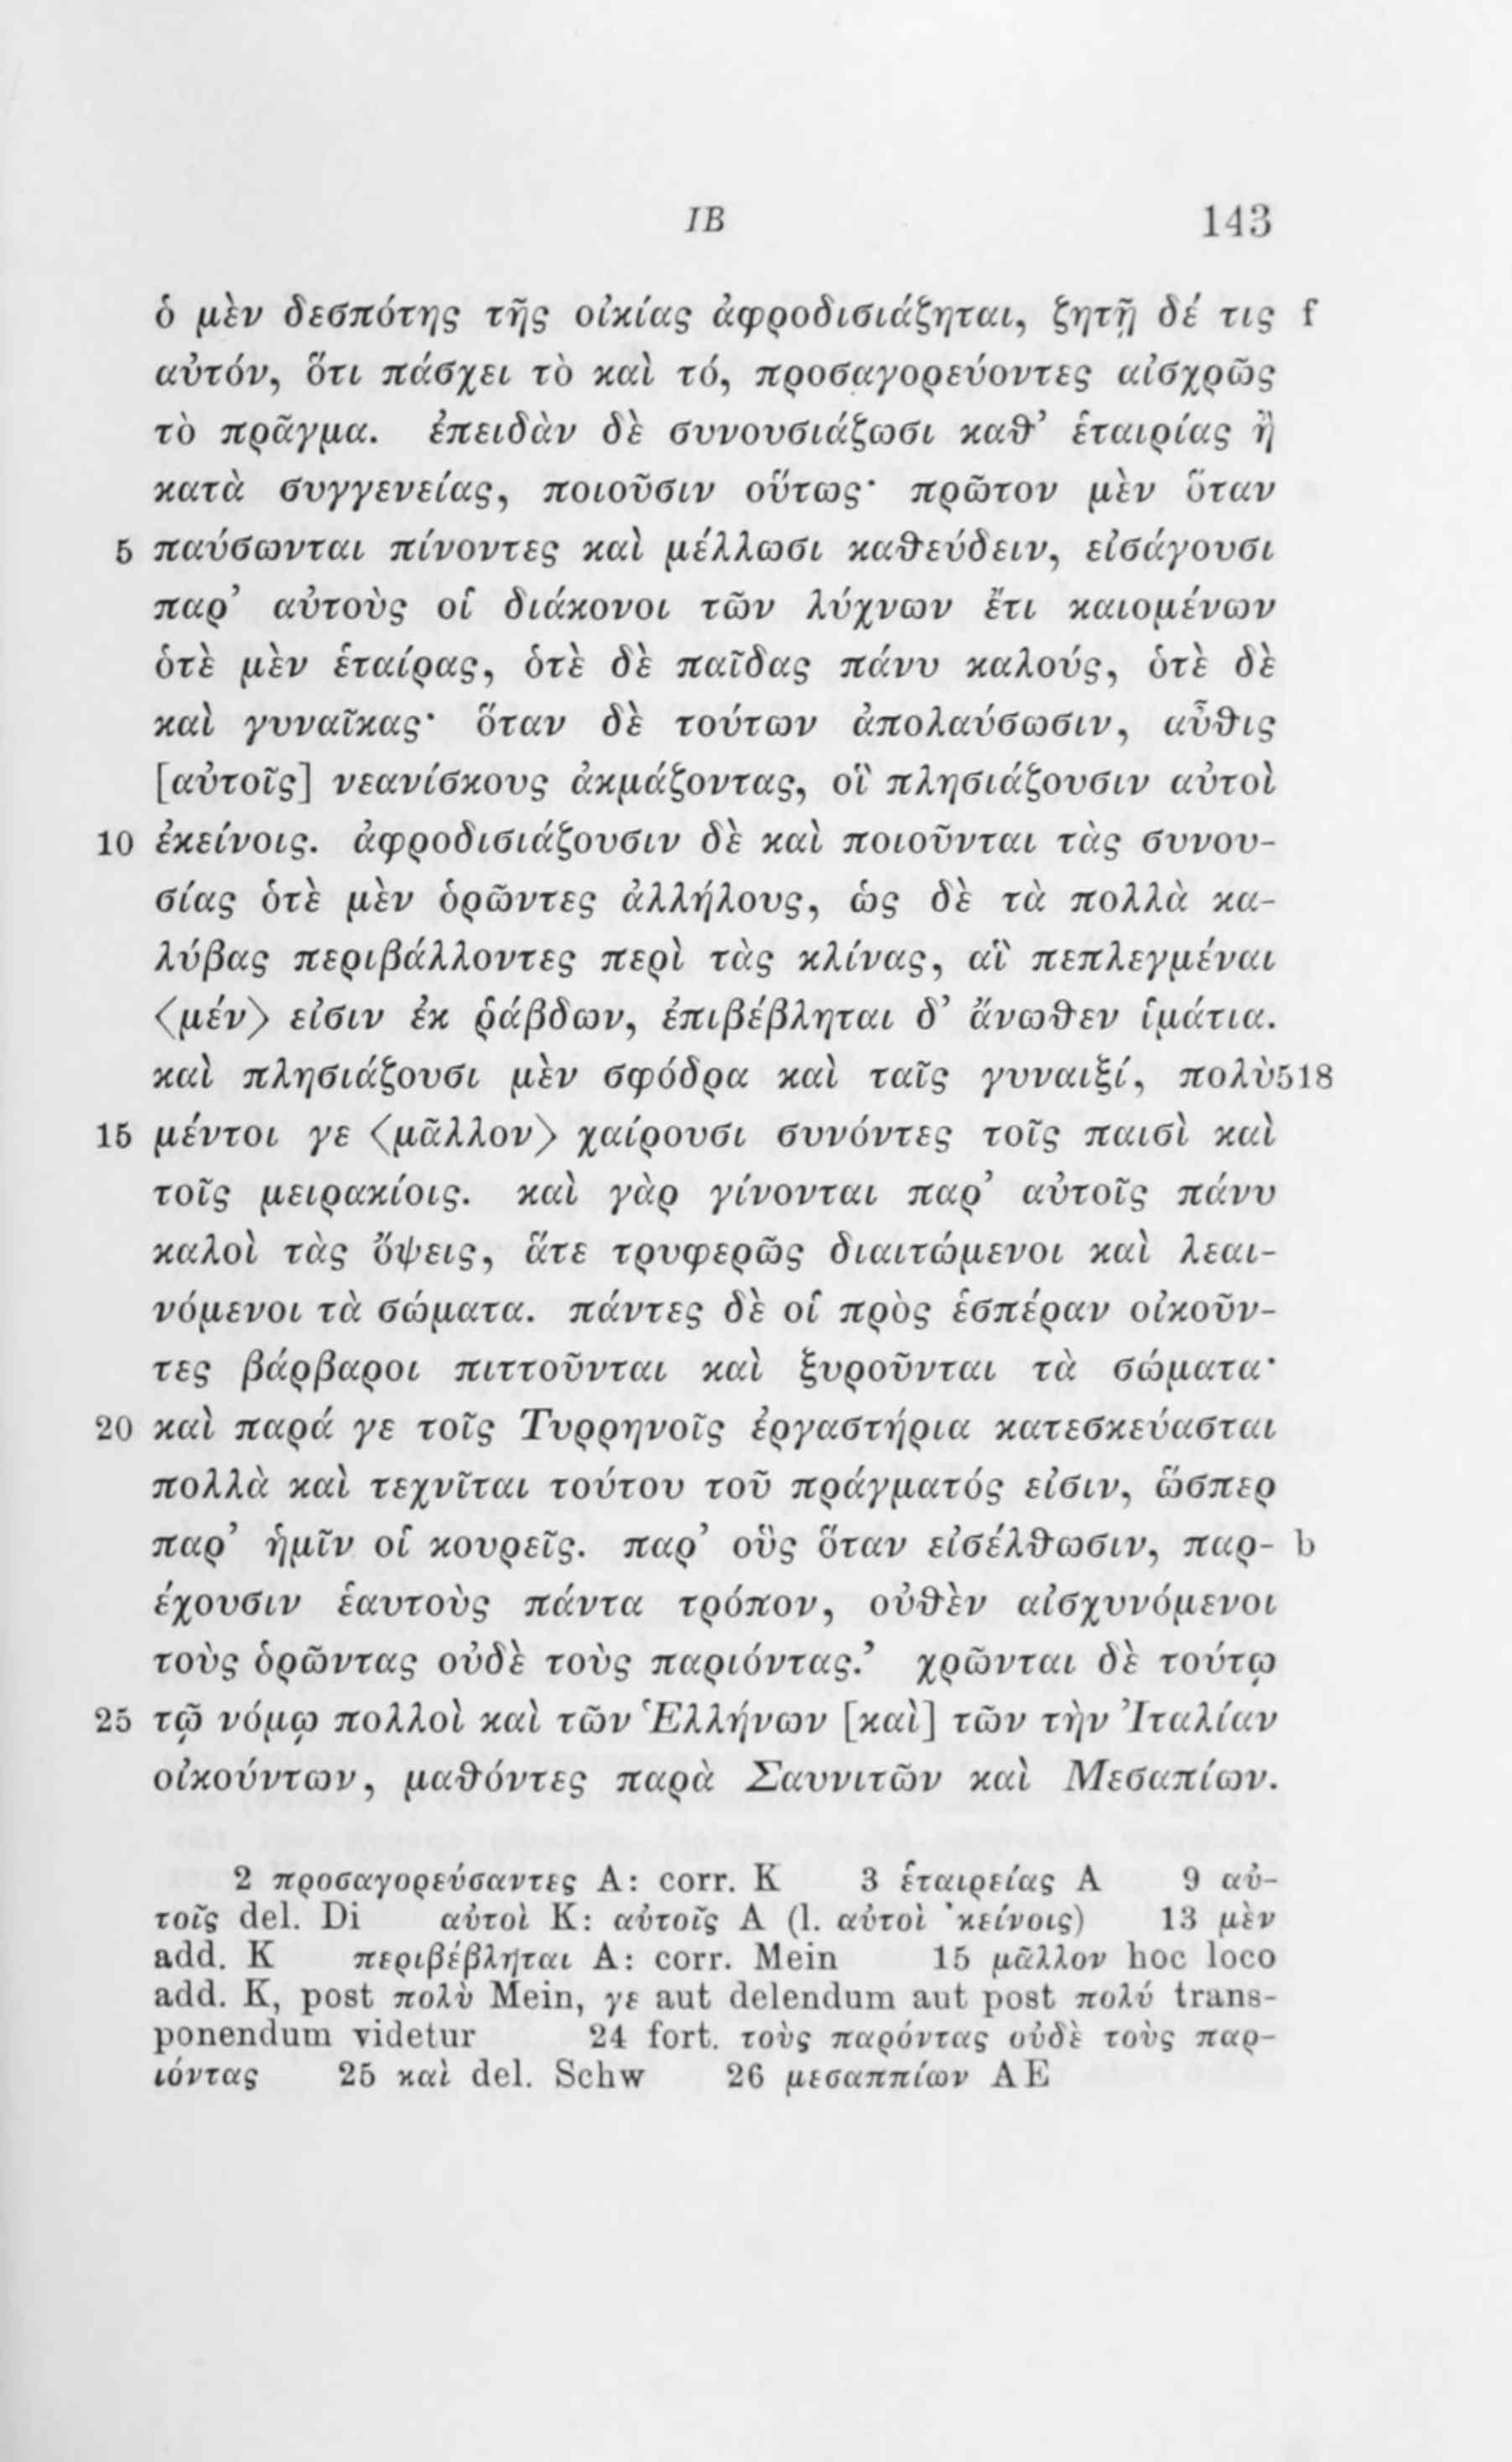 IB 143
ὁ μὲν δεσπότης τῆς οἰκίας ἀφροδισιάζηται, ζητῇ δέ τις f
αὐτόν, ὅτι πάσχει τὸ καὶ τό, προσαγορεύοντες αἰσχρῶς
τὸ πρᾶγμα. ἐπειδὰν δὲ συνουσιάζωσι καθ’ ἑταιρίας ἢ
κατὰ συγγενείας, ποιοῦσιν οὕτως· πρῶτον μὲν ὅταν
5 παύσωνται πίνοντες καὶ μέλλωσι καθεύδειν, εἰσάγουσι
παρ’ αὐτοὺς οἱ διάκονοι τῶν λύχνων ἔτι καιομένων
ὁτὲ μὲν ἑταίρας, ὁτὲ δὲ παῖδας πάνυ καλούς, ὁτὲ δὲ
καὶ γυναῖκας· ὅταν δὲ τούτων ἀπολαύσωσιν, αὖθις
[αὐτοῖς] νεανίσκους ἀκμάζοντας, οἳ πλησιάζουσιν αὐτοὶ
10 ἐκείνοις. ἀφροδισιάζουσιν δὲ καὶ ποιοῦνται τὰς συνου-
σίας ὁτὲ μὲν ὁρῶντες ἀλλήλους, ὡς δὲ τὰ πολλὰ κα-
λύβας περιβάλλοντες περὶ τὰς κλίνας, αἳ πεπλεγμέναι
⟨μέν⟩ εἰσιν ἐκ ῥάβδων, ἐπιβέβληται δ’ ἄνωθεν ἱμάτια.
καὶ πλησιάζουσι μὲν σφόδρα καὶ ταῖς γυναιξί, πολὺ 518
15 μέντοι γε ⟨μᾶλλον⟩ χαίρουσι συνόντες τοῖς παισὶ καὶ
τοῖς μειρακίοις. καὶ γὰρ γίνονται παρ’ αὐτοῖς πάνυ
καλοὶ τὰς ὄψεις, ἅτε τρυφερῶς διαιτώμενοι καὶ λεαι-
νόμενοι τὰ σώματα. πάντες δὲ οἱ πρὸς ἑσπέραν οἰκοῦν-
τες βάρβαροι πιττοῦνται καὶ ξυροῦνται τὰ σώματα·
20 καὶ παρά γε τοῖς Τυρρηνοῖς ἐργαστήρια κατεσκεύασται
πολλὰ καὶ τεχνῖται τούτου τοῦ πράγματός εἰσιν, ὥσπερ
παρ’ ἡμῖν οἱ κουρεῖς. παρ’ οὓς ὅταν εἰσέλθωσιν, παρ- b
έχουσιν ἑαυτοὺς πάντα τρόπον, οὐθὲν αἰσχυνόμενοι
τοὺς ὁρῶντας οὐδὲ τοὺς παριόντας.’ χρῶνται δὲ τούτῳ
25 τῷ νόμῳ πολλοὶ καὶ τῶν Ἑλλήνων [καὶ] τῶν τὴν Ἰταλίαν
οἰκούντων, μαθόντες παρὰ Σαυνιτῶν καὶ Μεσαπίων.
2 προσαγορεύσαντες A: corr. K 3 ἑταιρείας A 9 αὐ-
τοῖς del. Di αὐτοὶ K: αὐτοῖς A (l. αὐτοὶ ’κείνοις) 13 μὲν
add. K περιβέβληται A: corr. Mein 15 μᾶλλον hoc loco
add. K, post πολὺ Mein, γε aut delendum aut post πολύ trans-
ponendum videtur 24 fort. τοὺς παρόντας οὐδὲ τοὺς παρ-
ιόντας 25 καὶ del. Schw 26 μεσαππίων AE